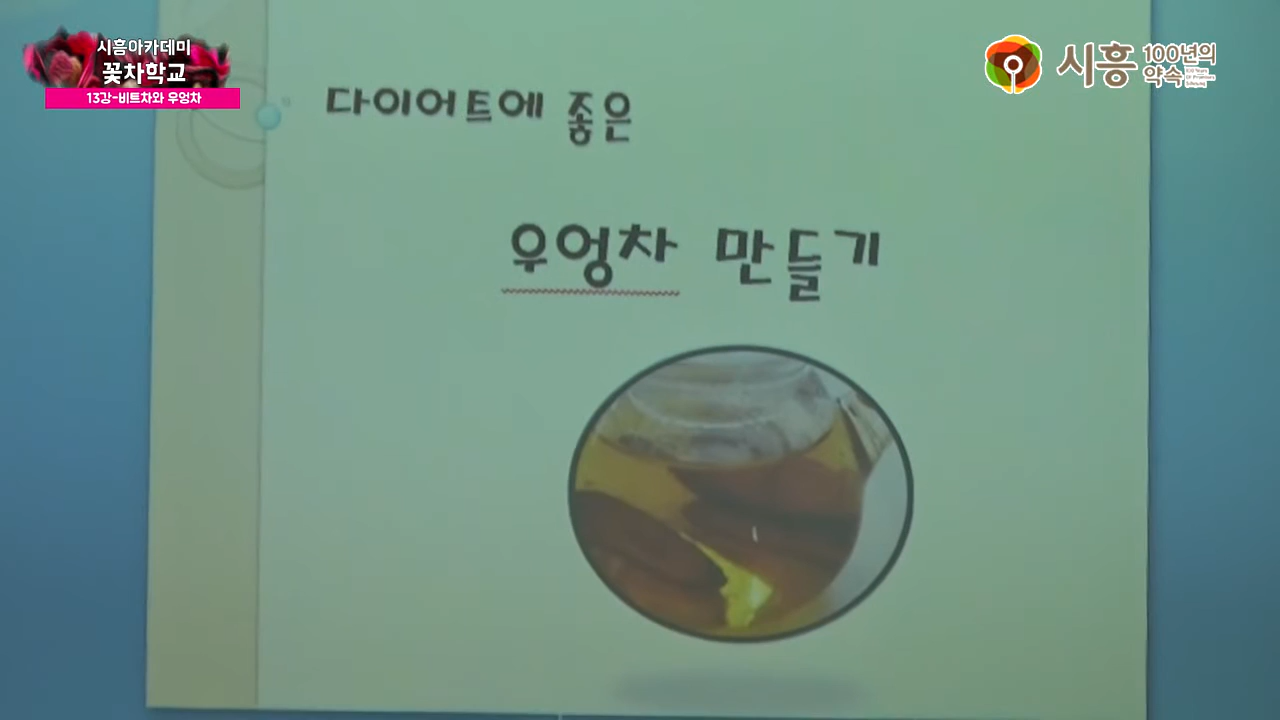 시흥아카데미
꽃차학교
13강-비트차와 우엉차
시흥 100년의 약속
다이어트에 좋은
우엉차 만들기